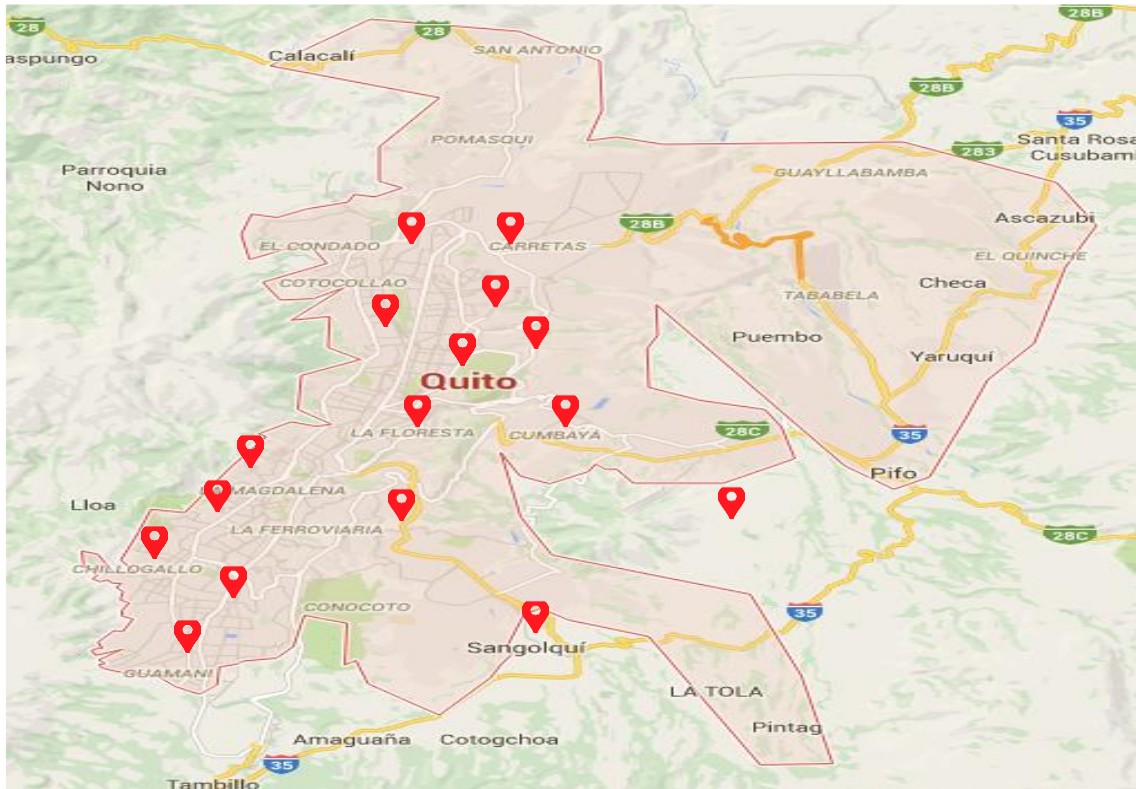 28B
28
28
Calacalí
SAN ANTONIO
aspungo
28B
35
POMASQUI
Santa Rosa
Cusubami
283
Parroquia
Nono
GUAYLLABAMBA
28B
Ascazubi
EL CONDADO
CARRETAS
EL QUINCHE
COTOCOLLAO
Checa
TABABELA
Puembo
Yaruquí
Quito
LA FLORESTA
CUMBAYÁ
28C
35
Pifo
MAGDALENA
Lloa
LA FERROVIARIA
28C
CHILLOGALLO
CONOCOTO
35
Sangolquí
GUAMANI
LA TOLA
Pintag
Amaguaña
Cotogchoa
35
Tambillo